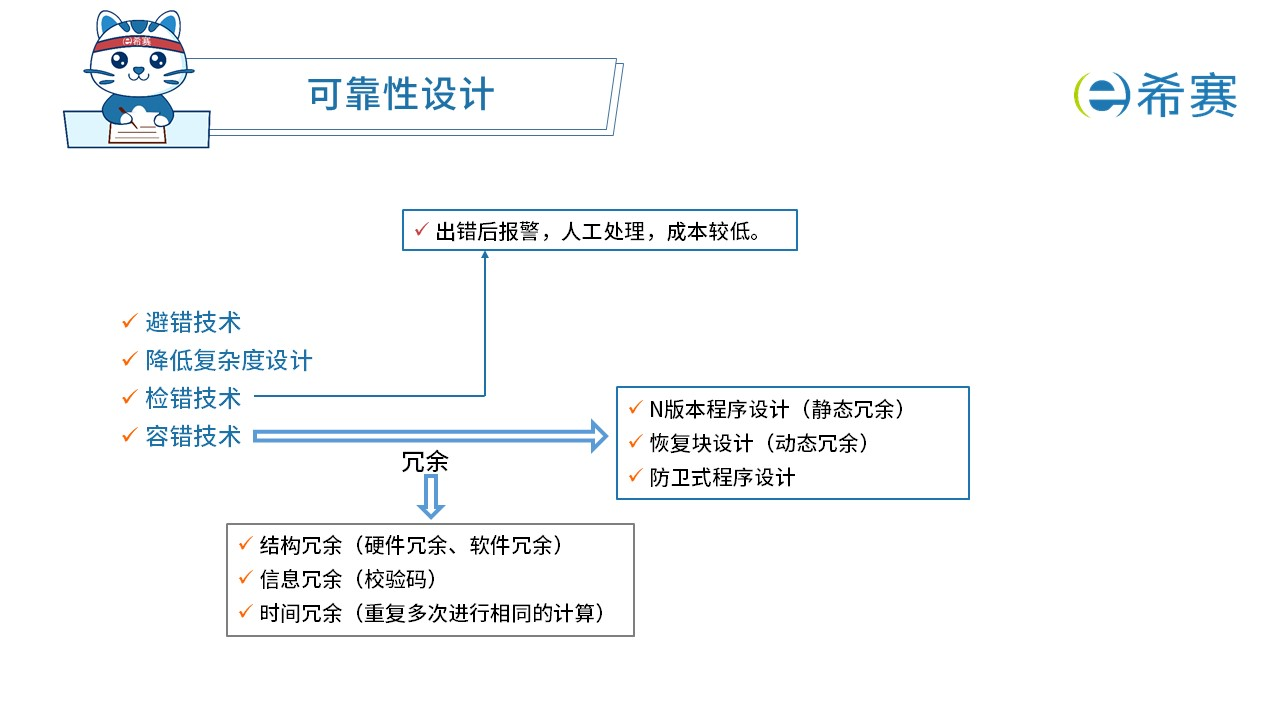 希赛
可靠性设计
希赛
出错后报警，人工处理，成本较低。
避错技术
降低复杂度设计
检错技术
容错技术
冗余
N版本程序设计（静态冗余）
恢复块设计（动态冗余）
防卫式程序设计
结构冗余（硬件冗余、软件冗余）
信息冗余（校验码）
时间冗余（重复多次进行相同的计算）